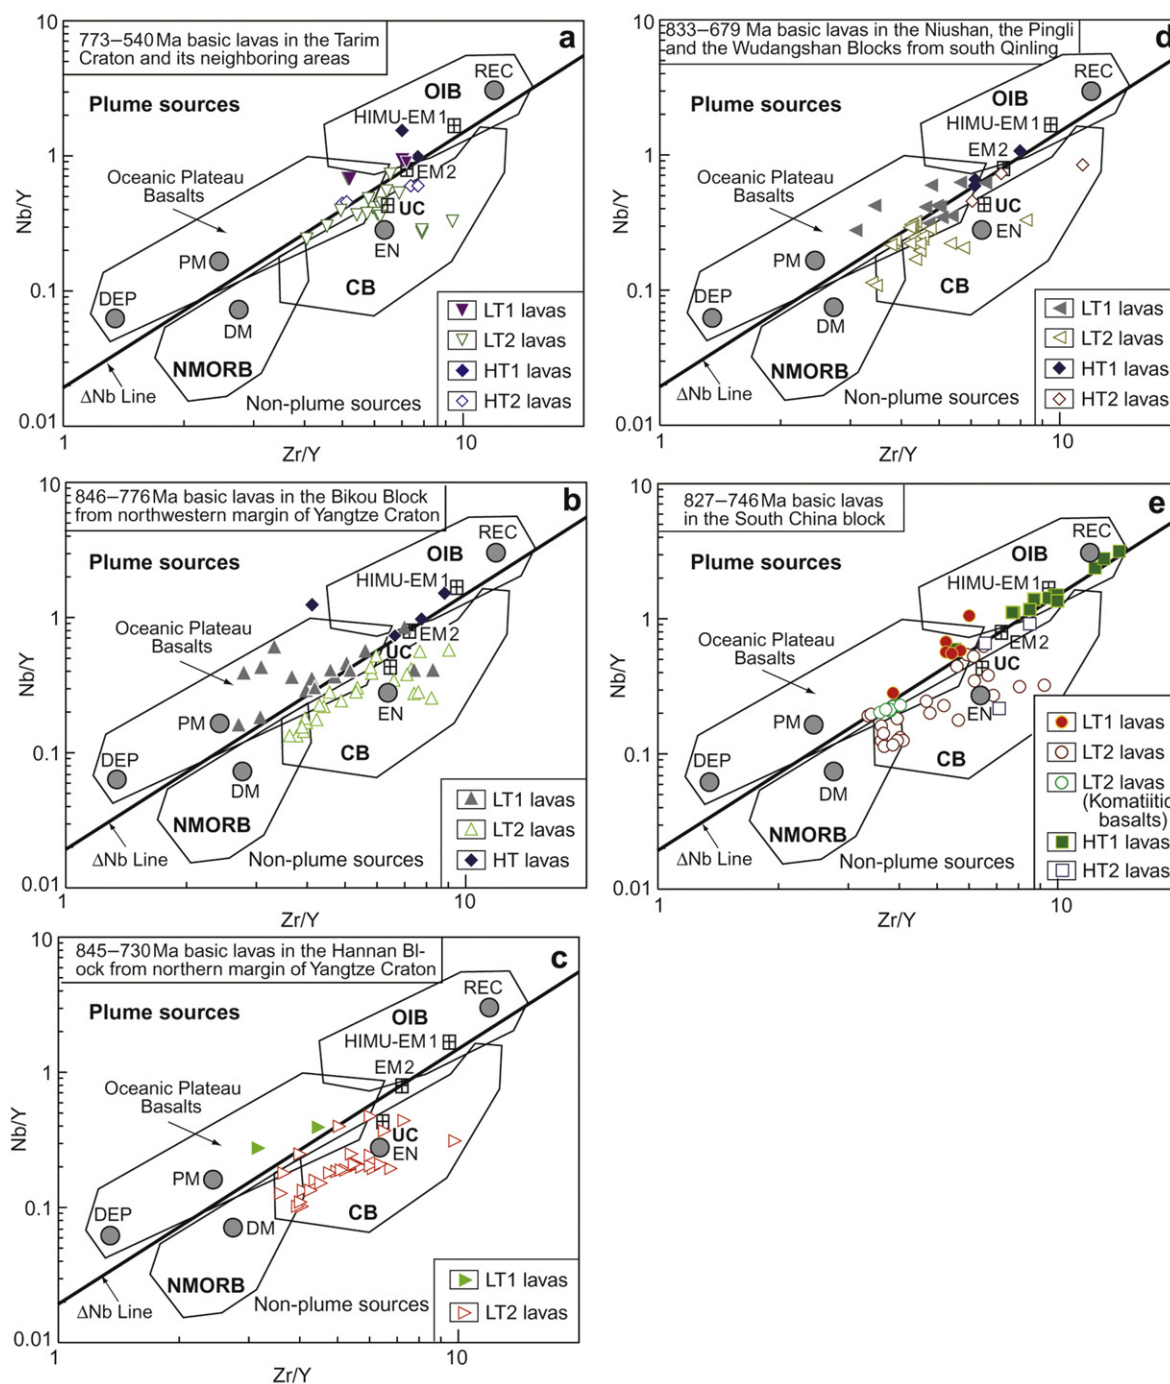 a
773–540 Ma basic lavas in the Tarim
Craton and its neighboring areas
Plume sources
REC
OIB
HIMU-EM1
EM2
Oceanic Plateau
Basalts
UC
EN
PM
DEP
DM
CB
NMORB
ΔNb Line
Non-plume sources
LT1 lavas
LT2 lavas
HT1 lavas
HT2 lavas
10
1
0.1
0.01
Nb/Y
1
10
Zr/Y
d
833–679 Ma basic lavas in the Niushan, the Pingli
and the Wudangshan Blocks from south Qinling
Plume sources
REC
OIB
HIMU-EM1
EM2
Oceanic Plateau
Basalts
UC
EN
PM
DEP
DM
CB
NMORB
ΔNb Line
Non-plume sources
LT1 lavas
LT2 lavas
HT1 lavas
HT2 lavas
10
1
0.1
0.01
Nb/Y
1
10
Zr/Y
b
846–776 Ma basic lavas in the Bikou Block
from northwestern margin of Yangtze Craton
Plume sources
REC
OIB
HIMU-EM1
EM2
Oceanic Plateau
Basalts
UC
EN
PM
DEP
DM
CB
NMORB
ΔNb Line
Non-plume sources
LT1 lavas
LT2 lavas
HT lavas
10
1
0.1
0.01
Nb/Y
1
10
Zr/Y
e
827–746 Ma basic lavas
in the South China block
Plume sources
REC
OIB
HIMU-EM1
EM2
Oceanic Plateau
Basalts
UC
EN
PM
DEP
DM
CB
NMORB
ΔNb Line
Non-plume sources
LT1 lavas
LT2 lavas
LT2 lavas
(Komatiitic
basalts)
HT1 lavas
HT2 lavas
10
1
0.1
0.01
Nb/Y
1
10
Zr/Y
c
845–730 Ma basic lavas in the Hannan Bl-
ock from northern margin of Yangtze Craton
Plume sources
REC
OIB
HIMU-EM1
EM2
Oceanic Plateau
Basalts
UC
EN
PM
DEP
DM
CB
NMORB
ΔNb Line
Non-plume sources
LT1 lavas
LT2 lavas
10
1
0.1
0.01
Nb/Y
1
10
Zr/Y